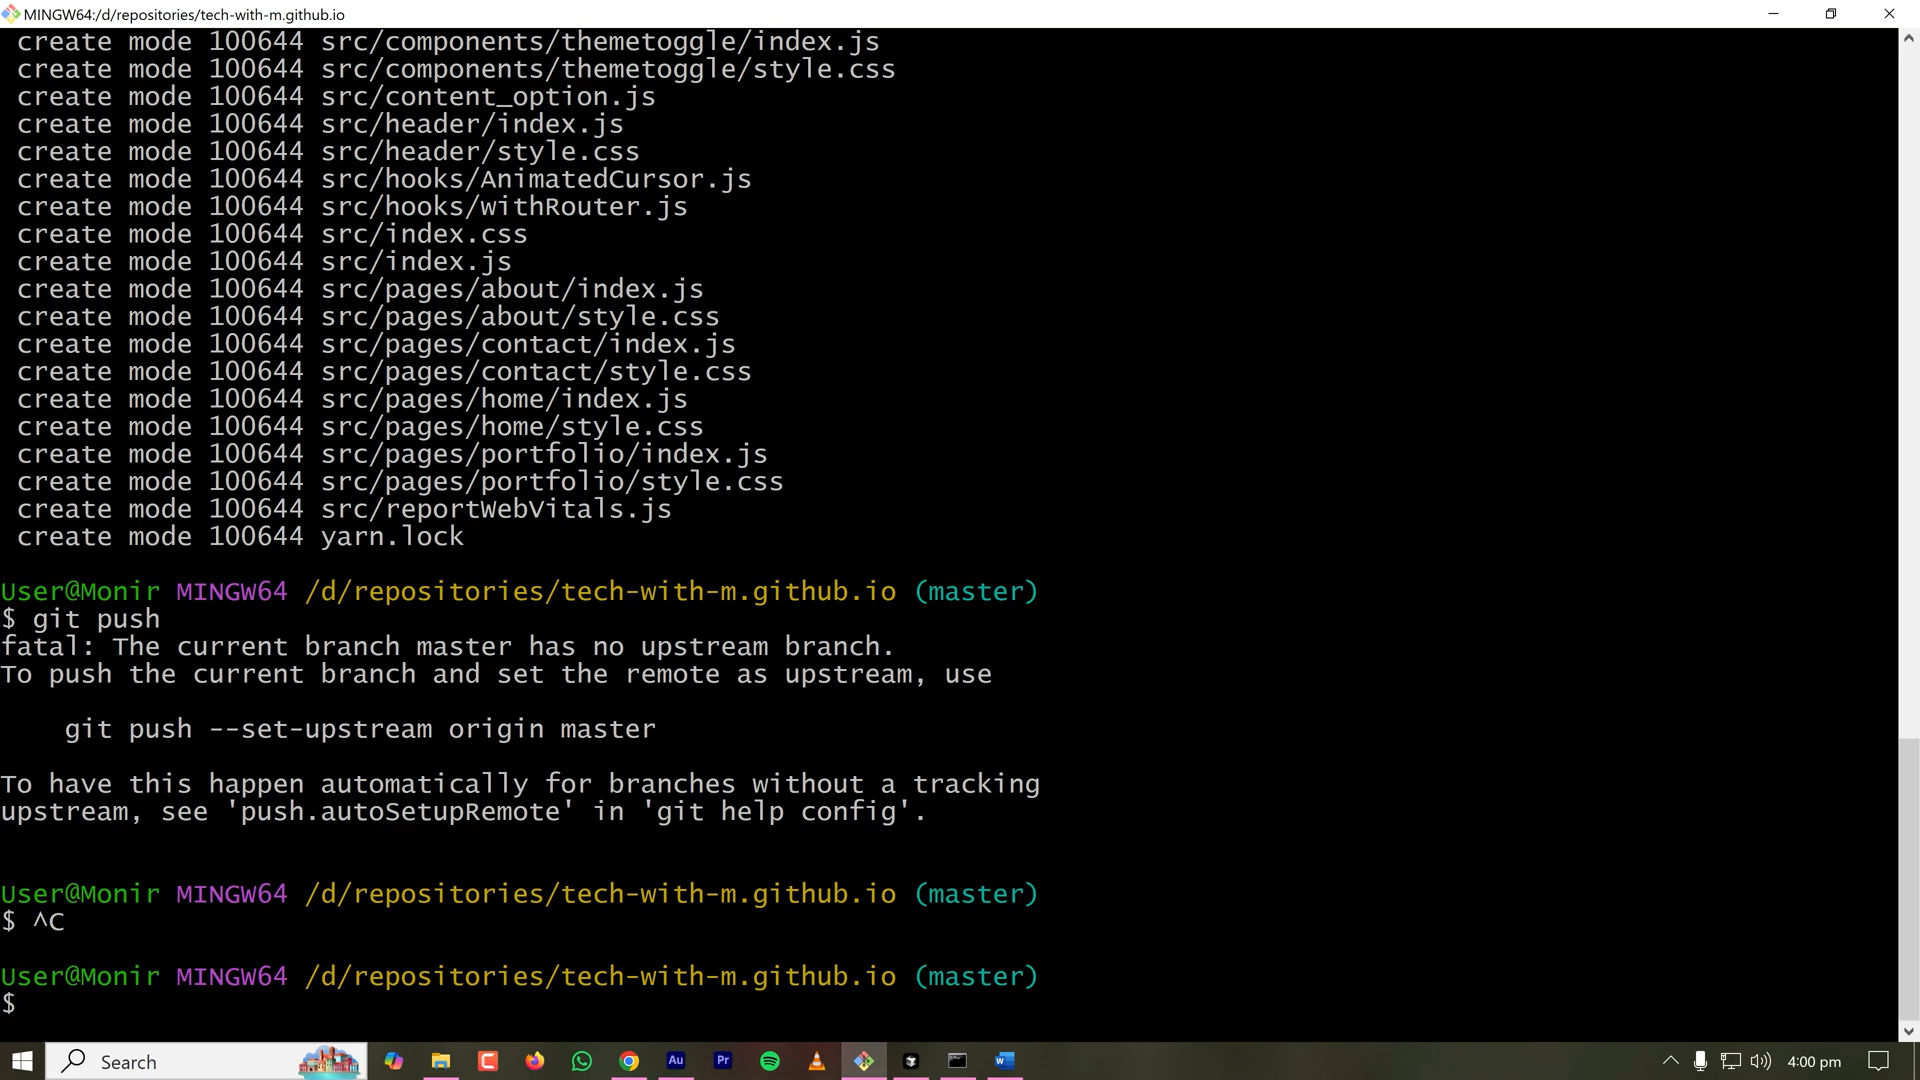 MINGW64:/d/repositories/tech-with-m.github.io
create mode 100644 src/components/themetoggle/index.js
create mode 100644 src/components/themetoggle/style.css
create mode 100644 src/content_option.js
create mode 100644 src/header/index.js
create mode 100644 src/header/style.css
create mode 100644 src/hooks/AnimatedCursor.js
create mode 100644 src/hooks/withRouter.js
create mode 100644 src/index.css
create mode 100644 src/index.js
create mode 100644 src/pages/about/index.js
create mode 100644 src/pages/about/style.css
create mode 100644 src/pages/contact/index.js
create mode 100644 src/pages/contact/style.css
create mode 100644 src/pages/home/index.js
create mode 100644 src/pages/home/style.css
create mode 100644 src/pages/portfolio/index.js
create mode 100644 src/pages/portfolio/style.css
create mode 100644 src/reportWebVitals.js
create mode 100644 yarn.lock
User@Monir MINGW64 /d/repositories/tech-with-m.github.io (master)
$ git push
fatal: The current branch master has no upstream branch.
To push the current branch and set the remote as upstream, use
git push --set-upstream origin master
To have this happen automatically for branches without a tracking
upstream, see 'push.autoSetupRemote' in 'git help config'.
User@Monir MINGW64 /d/repositories/tech-with-m.github.io (master)
$ ^C
User@Monir MINGW64 /d/repositories/tech-with-m.github.io (master)
$
Search
Au
Pr
4:00 pm